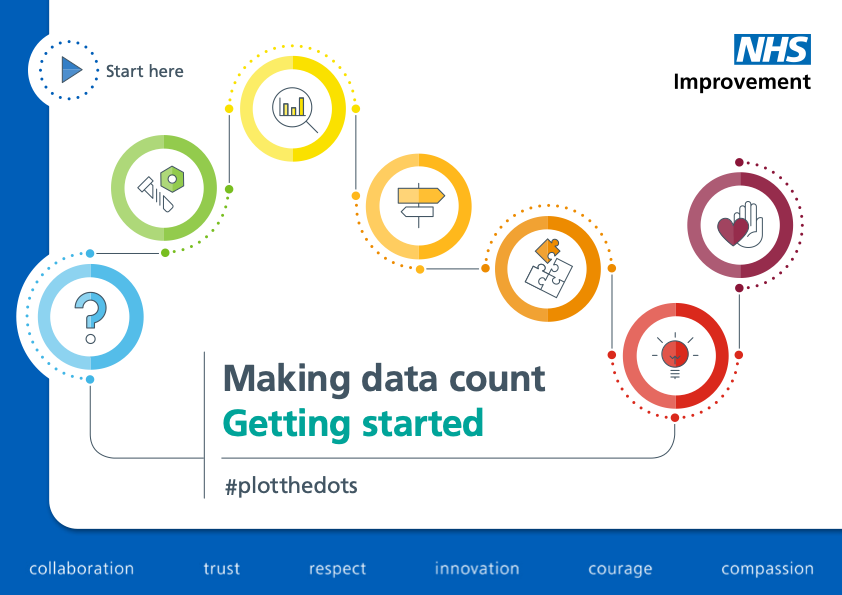 Start here
NHS
Improvement
Making data count
Getting started
#plotthedots
collaboration trust respect innovation courage compassion